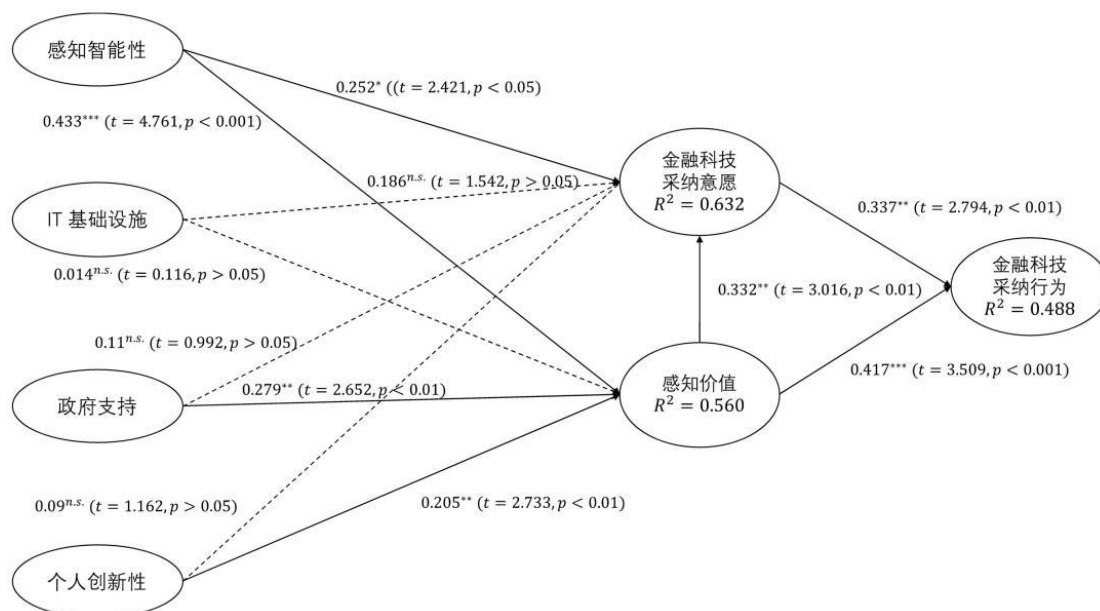 感知智能性
0.252* ((t = 2.421, p < 0.05)
0.433*** (t = 4.761, p < 0.001)
金融科技
采纳意愿
R² = 0.632
0.186n.s. (t = 1.542, p > 0.05)
IT 基础设施
0.337** (t = 2.794, p < 0.01)
0.014n.s. (t = 0.116, p > 0.05)
金融科技
采纳行为
R² = 0.488
0.332** (t = 3.016, p < 0.01)
0.11n.s. (t = 0.992, p > 0.05)
感知价值
R² = 0.560
0.417*** (t = 3.509, p < 0.001)
政府支持
0.279** (t = 2.652, p < 0.01)
0.09n.s. (t = 1.162, p > 0.05)
0.205** (t = 2.733, p < 0.01)
个人创新性